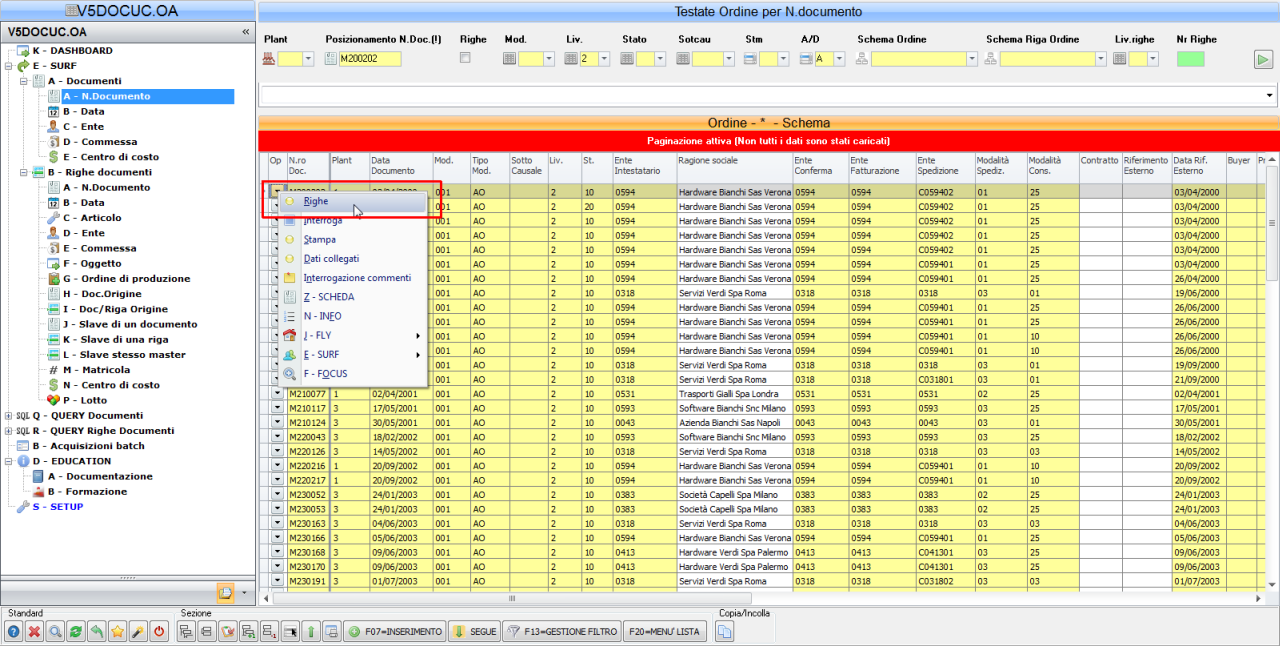 V5DOCUC.OA
V5DOCUC.OA «
K - DASHBOARD
E - SURF
A - Documenti
A - N.Documento
B - Data
C - Ente
D - Commessa
E - Centro di costo
B - Righe documenti
A - N.Documento
B - Data
C - Articolo
D - Ente
E - Commessa
F - Oggetto
G - Ordine di produzione
H - Doc.Origine
I - Doc/Riga Origine
J - Slave di un documento
K - Slave di una riga
L - Slave stesso master
# M - Matricola
N - Centro di costo
P - Lotto
SQL Q - QUERY Documenti
SQL R - QUERY Righe Documenti
B - Acquisizioni batch
D - EDUCATION
A - Documentazione
B - Formazione
S - SETUP
Testate Ordine per N.documento
Plant Posizionamento N.Doc.(!) Righe Mod. Liv. Stato Sotcau Stm A/D Schema Ordine Schema Riga Ordine Liv.righe Nr Righe
M200202 2 A
Ordine - * - Schema
Paginazione attiva (Non tutti i dati sono stati caricati)
Op N.ro Doc. Plant Data Documento Mod. Tipo Mod. Sotto Causale Liv. St. Ente Intestatario Ragione sociale Ente Conferma Ente Fatturazione Ente Spedizione Modalità Spediz. Modalità Cons. Contratto Riferimento Esterno Data Rif. Esterno Buyer Pr
001 AO 2 10 0594 Hardware Bianchi Sas Verona 0594 0594 C059402 01 25 03/04/2000
001 AO 2 20 0594 Hardware Bianchi Sas Verona 0594 0594 C059402 01 25 03/04/2000
001 AO 2 10 0594 Hardware Bianchi Sas Verona 0594 0594 C059402 01 25 03/04/2000
001 AO 2 10 0594 Hardware Bianchi Sas Verona 0594 0594 C059402 01 25 03/04/2000
001 AO 2 10 0594 Hardware Bianchi Sas Verona 0594 0594 C059402 01 25 03/04/2000
001 AO 2 10 0594 Hardware Bianchi Sas Verona 0594 0594 C059401 01 25 03/04/2000
001 AO 2 10 0594 Hardware Bianchi Sas Verona 0594 0594 C059401 01 25 26/04/2000
001 AO 2 10 0318 Servizi Verdi Spa Roma 0318 0318 0318 03 01 19/06/2000
001 AO 2 10 0594 Hardware Bianchi Sas Verona 0594 0594 C059401 01 25 26/06/2000
001 AO 2 10 0594 Hardware Bianchi Sas Verona 0594 0594 C059401 01 25 26/06/2000
001 AO 2 10 0594 Hardware Bianchi Sas Verona 0594 0594 C059401 01 10 26/06/2000
001 AO 2 10 0594 Hardware Bianchi Sas Verona 0594 0594 C059401 01 10 26/06/2000
001 AO 2 10 0318 Servizi Verdi Spa Roma 0318 0318 0318 03 01 19/09/2000
001 AO 2 10 0318 Servizi Verdi Spa Roma 0318 0318 C031801 03 01 21/09/2000
M210077 1 02/04/2001 001 AO 2 10 0531 Trasporti Gialli Spa Londra 0531 0531 0531 02 25 02/04/2001
M210117 3 17/05/2001 001 AO 2 10 0593 Software Bianchi Snc Milano 0593 0593 0593 03 25 17/05/2001
M210124 3 30/05/2001 001 AO 2 10 0043 Azienda Bianchi Sas Napoli 0043 0043 0043 03 01 30/05/2001
M220043 3 18/02/2002 001 AO 2 10 0593 Software Bianchi Snc Milano 0593 0593 0593 03 25 18/02/2002
M220126 3 14/05/2002 001 AO 2 10 0318 Servizi Verdi Spa Roma 0318 0318 0318 03 25 14/05/2002
M220216 1 20/09/2002 001 AO 2 10 0594 Hardware Bianchi Sas Verona 0594 0594 C059401 01 10 20/09/2002
M220217 1 20/09/2002 001 AO 2 10 0594 Hardware Bianchi Sas Verona 0594 0594 C059401 01 10 20/09/2002
M230052 3 24/01/2003 001 AO 2 10 0383 Società Capelli Spa Milano 0383 0383 0383 02 25 24/01/2003
M230053 3 24/01/2003 001 AO 2 10 0383 Società Capelli Spa Milano 0383 0383 0383 02 25 24/01/2003
M230163 3 04/06/2003 001 AO 2 10 0318 Servizi Verdi Spa Roma 0318 0318 0318 03 03 04/06/2003
M230166 3 05/06/2003 001 AO 2 10 0594 Hardware Bianchi Sas Verona 0594 0594 C059401 01 10 05/06/2003
M230168 3 09/06/2003 001 AO 2 10 0413 Hardware Verdi Spa Palermo 0413 0413 C041301 03 25 09/06/2003
M230170 3 09/06/2003 001 AO 2 10 0413 Hardware Verdi Spa Palermo 0413 0413 C041301 03 25 09/06/2003
M230191 3 01/07/2003 001 AO 2 10 0318 Servizi Verdi Spa Roma 0318 0318 C031802 03 03 01/07/2003
Righe
Interroga
Stampa
Dati collegati
Interrogazione commenti
Z - SCHEDA
N - INFO
J - FLY
E - SURF
F - FOCUS
Standard Sezione Copia/Incolla
F07=INSERIMENTO SEGUE F13=GESTIONE FILTRO F20=MENU' LISTA